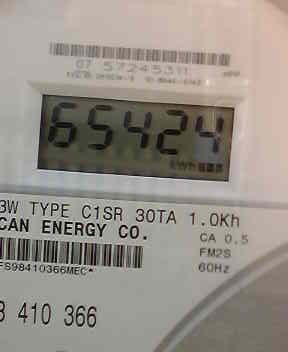 07 57245311
65424
kWh
3W TYPE C1SR 30TA 1.0Kh
CAN ENERGY CO.
CA 0.5
FM2S
60Hz
FS98410366MEC*
3 410 366